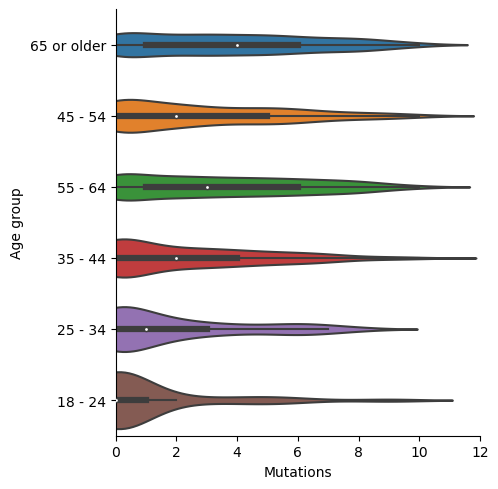 65 or older
45 - 54
55 - 64
35 - 44
25 - 34
18 - 24
Age group
0 2 4 6 8 10 12
Mutations